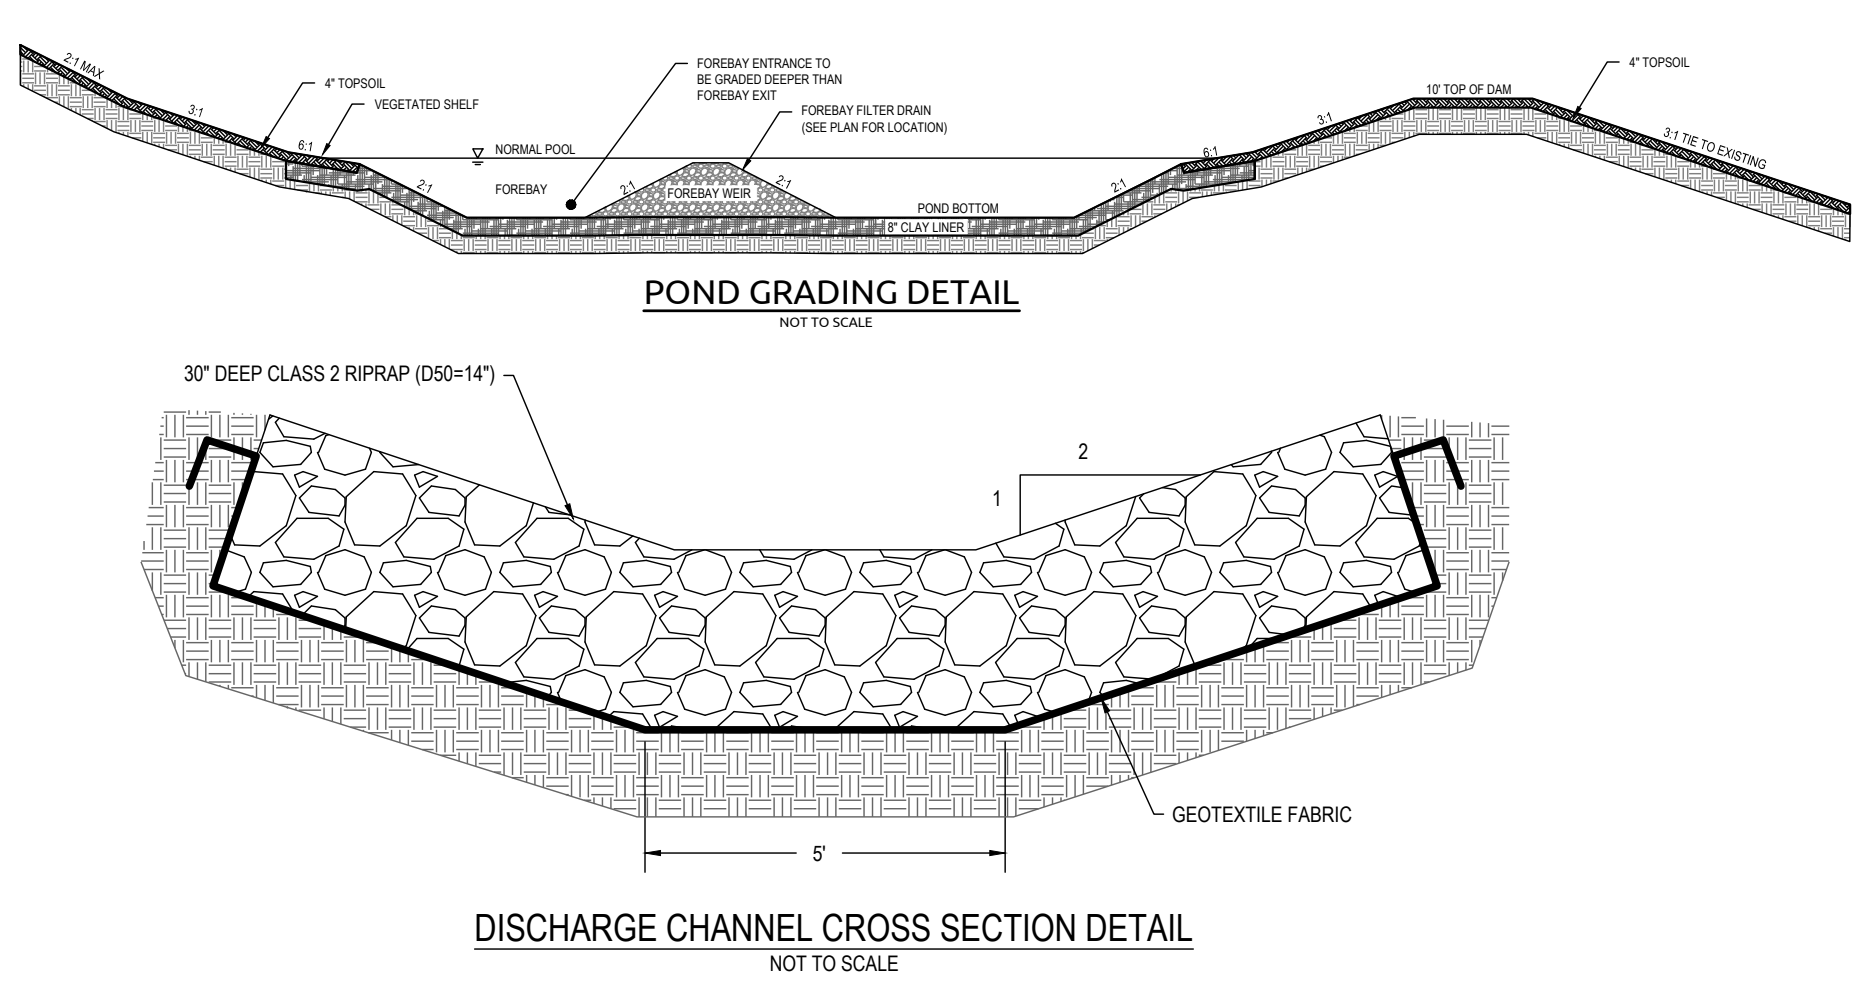 2:1 MAX
3:1
4" TOPSOIL
VEGETATED SHELF
6:1
2:1
NORMAL POOL
FOREBAY
FOREBAY ENTRANCE TO
BE GRADED DEEPER THAN
FOREBAY EXIT
FOREBAY FILTER DRAIN
(SEE PLAN FOR LOCATION)
2:1
FOREBAY WEIR
2:1
POND BOTTOM
8" CLAY LINER
2:1
6:1
3:1
10' TOP OF DAM
4" TOPSOIL
3:1 TIE TO EXISTING
POND GRADING DETAIL
NOT TO SCALE
30" DEEP CLASS 2 RIPRAP (D50=14")
2
1
GEOTEXTILE FABRIC
5'
DISCHARGE CHANNEL CROSS SECTION DETAIL
NOT TO SCALE